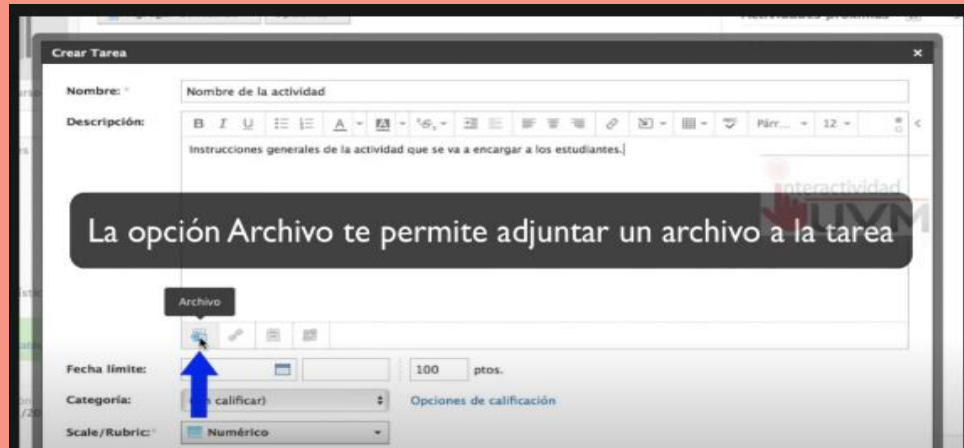 Crear Tarea
Nombre: *
Nombre de la actividad
Descripción:
B I U A Párr... 12
Instrucciones generales de la actividad que se va a encargar a los estudiantes.
interactividad
UVM
La opción Archivo te permite adjuntar un archivo a la tarea
Archivo
Fecha límite:
100 ptos.
Categoría:
calificar)
Opciones de calificación
Scale/Rubric: *
Numérico